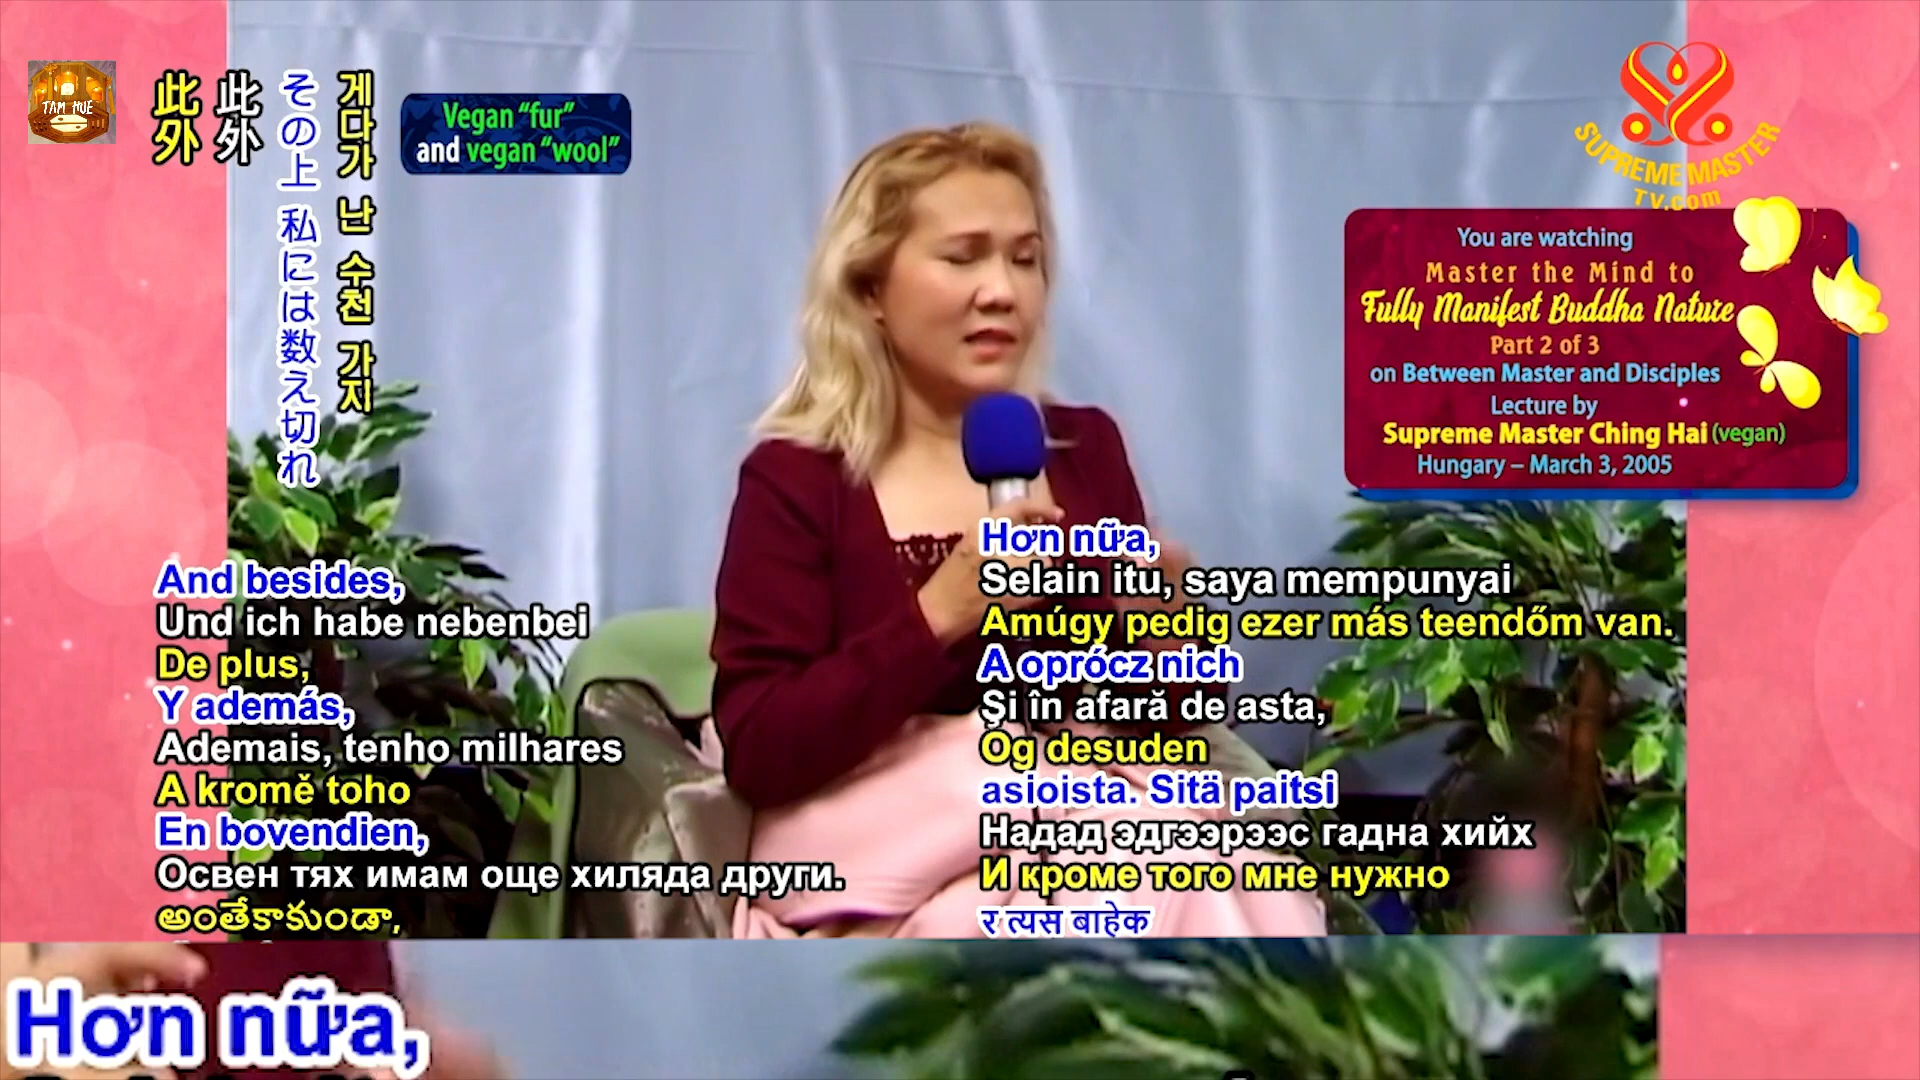 TAM HUE
此外
此外
その上 私には数え切れ
게다가 난 수천 가지
Vegan “fur”
and vegan “wool”
SUPREME MASTER
TV.com
You are watching
Master the Mind to
Fully Manifest Buddha Nature
Part 2 of 3
on Between Master and Disciples
Lecture by
Supreme Master Ching Hai (vegan)
Hungary – March 3, 2005
And besides,
Und ich habe nebenbei
De plus,
Y además,
Ademais, tenho milhares
A kromě toho
En bovendien,
Освен тях имам още хиляда други.
అంతేకాకుండా,
Hơn nữa,
Selain itu, saya mempunyai
Amúgy pedig ezer más teendőm van.
A oprócz nich
Şi în afară de asta,
Og desuden
asioista. Sitä paitsi
Надад эдгээрээс гадна хийх
И кроме того мне нужно
र त्यस बाहेक
Hơn nữa,